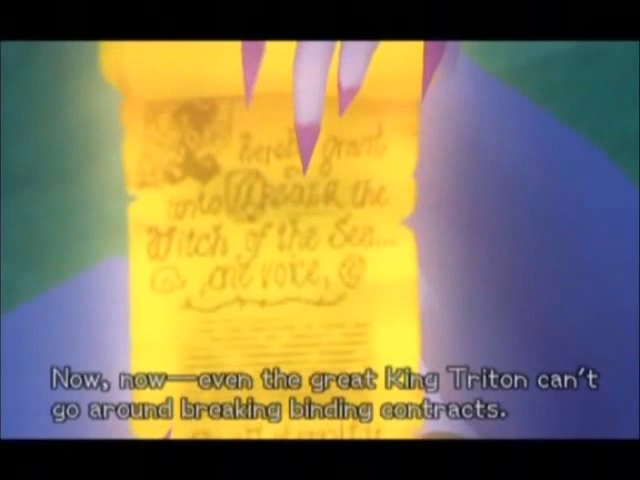 I hereby grant
unto URSULA the
Witch of the Sea...
one voice,
Now, now—even the great King Triton can't
go around breaking binding contracts.